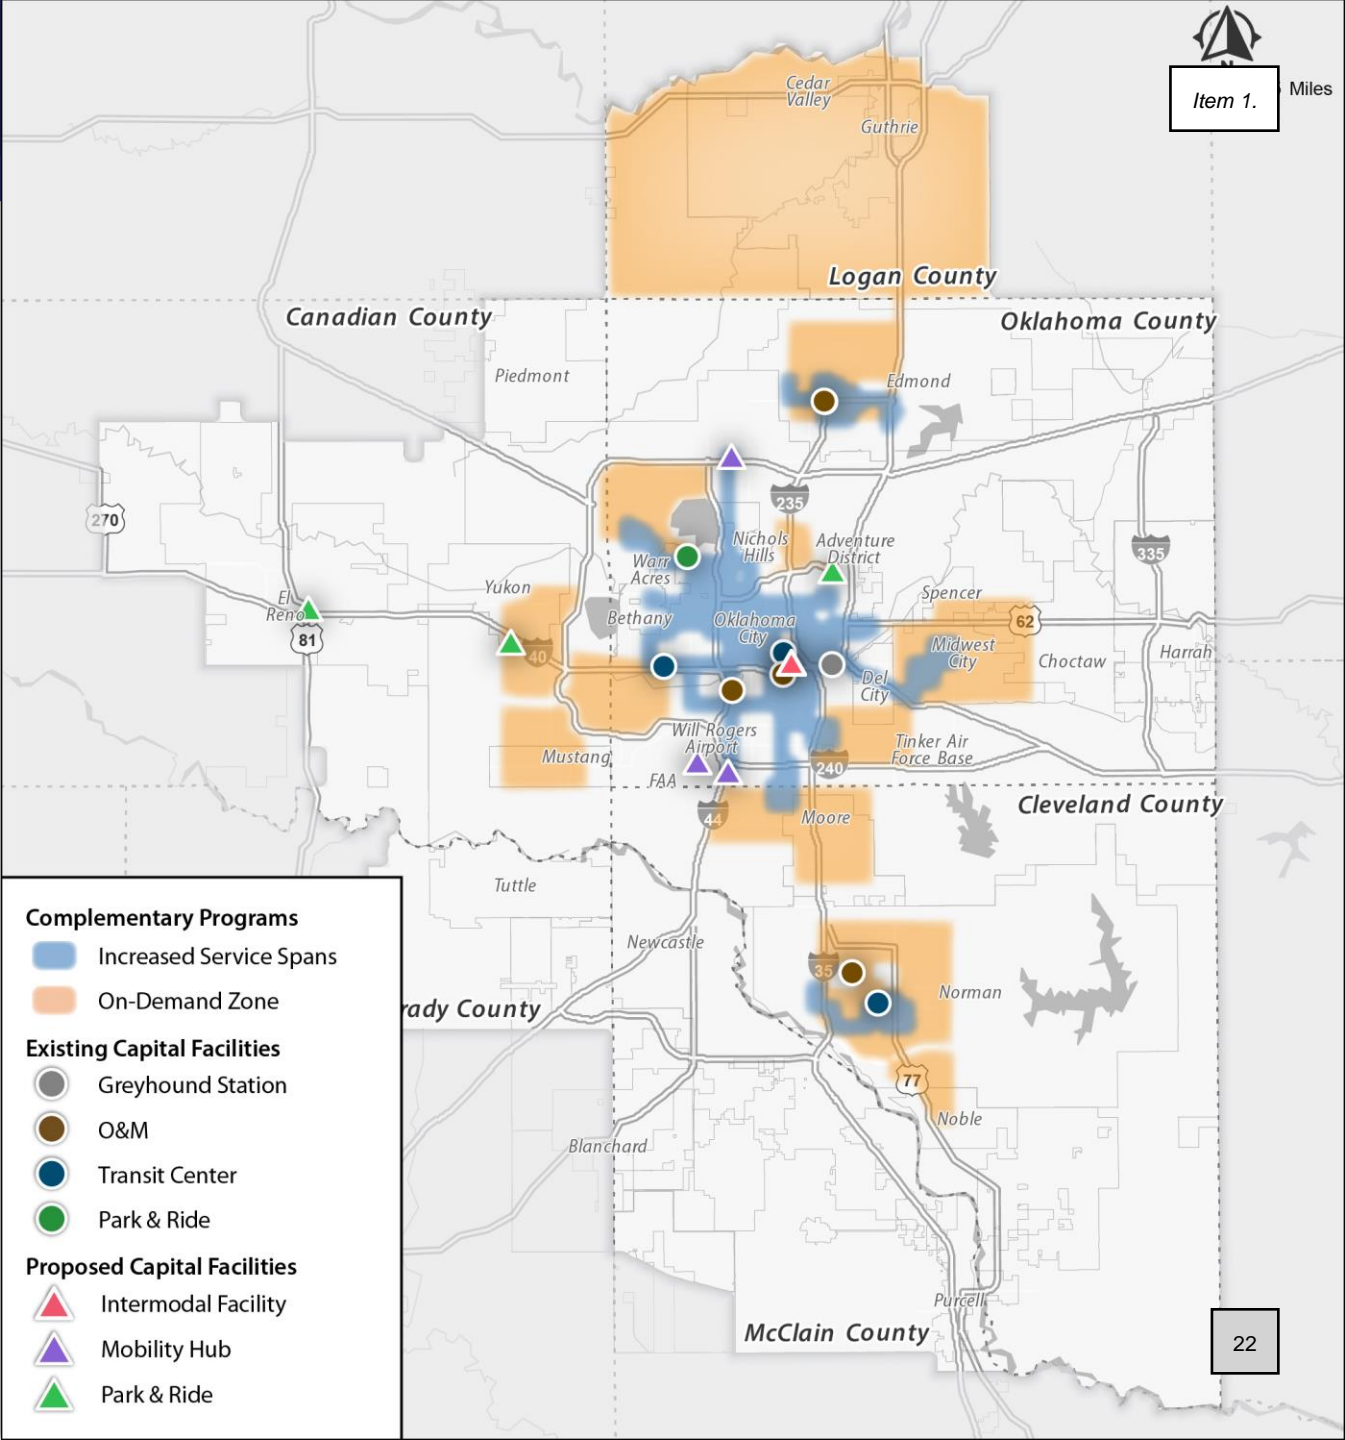 N
Item 1.
Miles
Cedar
Valley
Guthrie
Logan County
Canadian County
Oklahoma County
Piedmont
Edmond
235
270
Nichols
Hills
Adventure
District
335
Warr
Acres
Yukon
El
Reno
Spencer
Bethany
Oklahoma
City
62
81
40
Midwest
City
Choctaw
Harrah
Del
City
Will Rogers
Airport
Tinker Air
Force Base
Mustang
FAA
240
Cleveland County
44
Moore
Tuttle
Newcastle
35
Norman
rady County
77
Noble
Blanchard
Purcell
McClain County
Complementary Programs
Increased Service Spans
On-Demand Zone
Existing Capital Facilities
Greyhound Station
O&M
Transit Center
Park & Ride
Proposed Capital Facilities
Intermodal Facility
Mobility Hub
Park & Ride
22